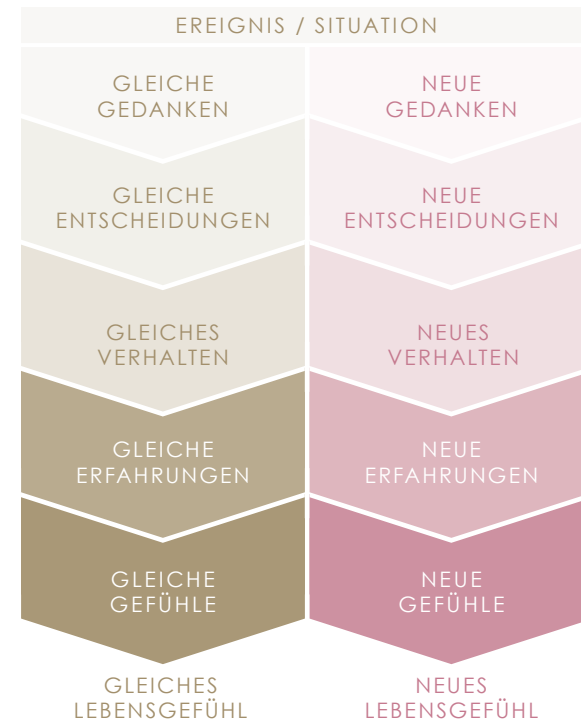 EREIGNIS / SITUATION
GLEICHE
GEDANKEN
NEUE
GEDANKEN
GLEICHE
ENTSCHEIDUNGEN
NEUE
ENTSCHEIDUNGEN
GLEICHES
VERHALTEN
NEUES
VERHALTEN
GLEICHE
ERFAHRUNGEN
NEUE
ERFAHRUNGEN
GLEICHE
GEFÜHLE
NEUE
GEFÜHLE
GLEICHES
LEBENSGEFÜHL
NEUES
LEBENSGEFÜHL